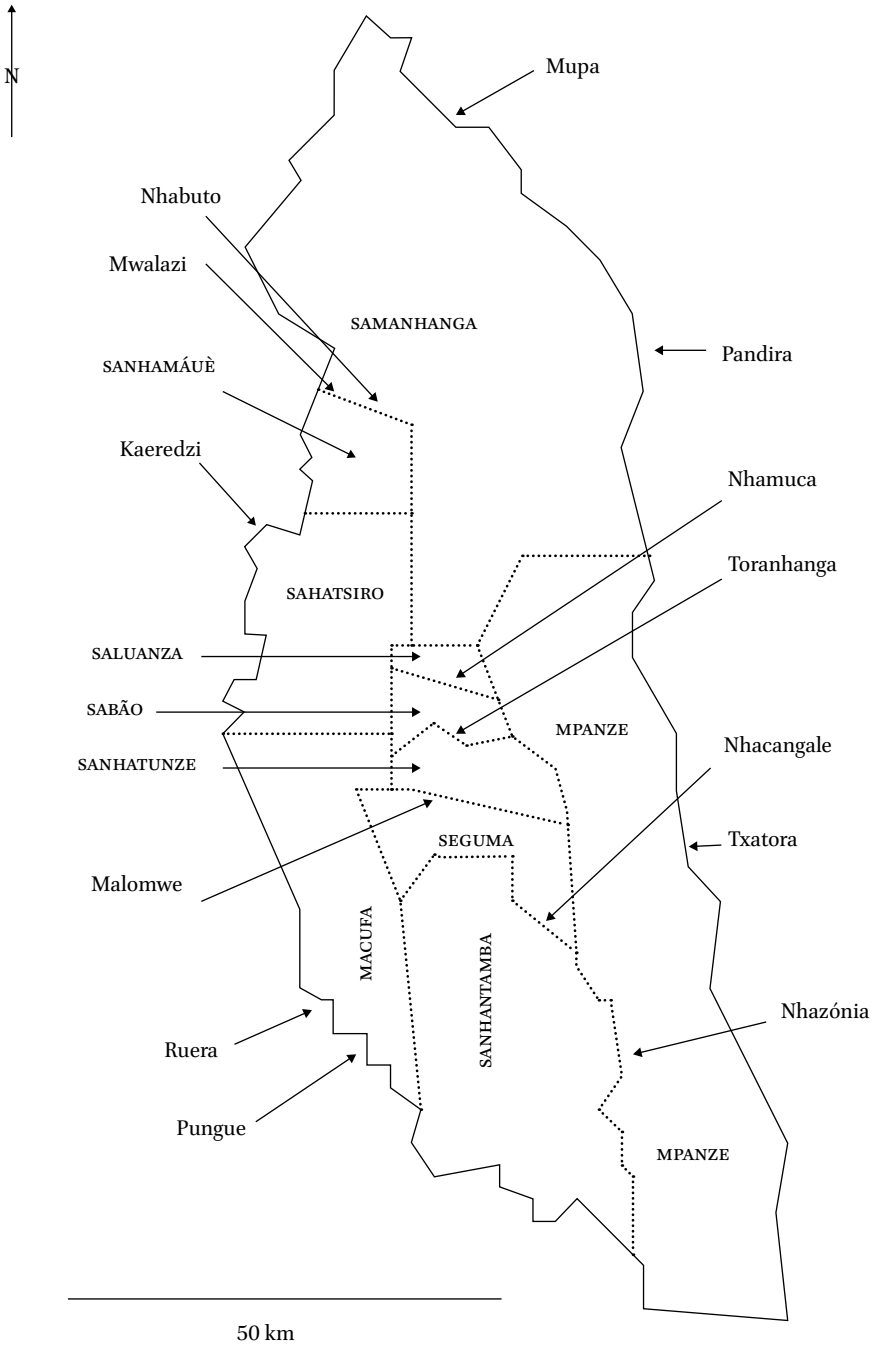 N
Mupa
Nhabuto
Mwalazi
SAMANHANGA
Pandira
SANHAMÁUÈ
Kaeredzi
Nhamuca
Toranhanga
SAHATSIRO
SALUANZA
SABÃO
MPANZE
Nhacangale
SANHATUNZE
SEGUMA
Txatora
Malomwe
MACUFA
SANHANTAMBA
Nhazónia
Ruera
Pungue
MPANZE
50 km